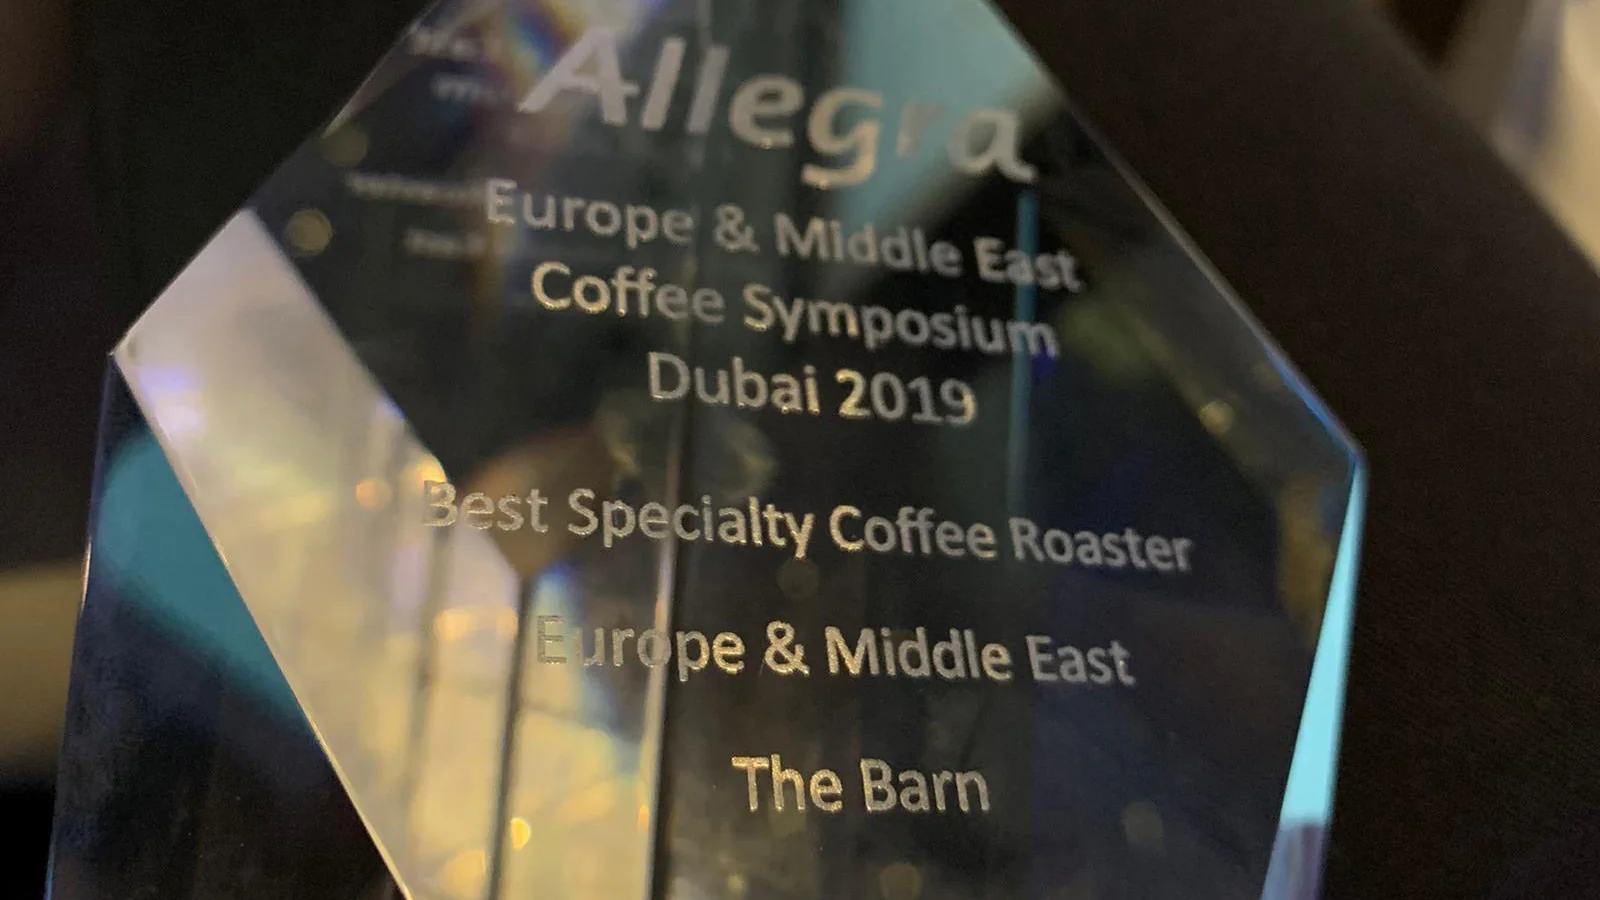 Allegra
Europe & Middle East
Coffee Symposium
Dubai 2019
Best Specialty Coffee Roaster
Europe & Middle East
The Barn